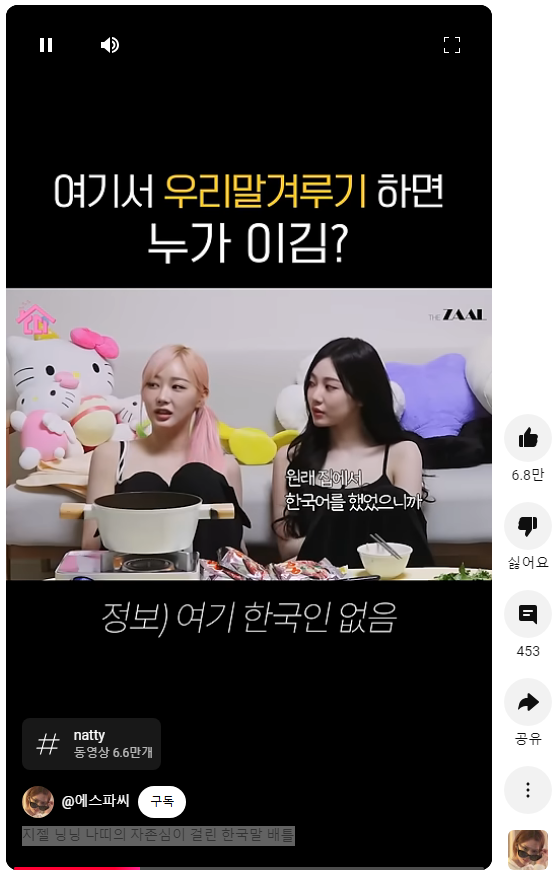 여기서 우리말겨루기 하면
누가 이김?
THE ZAAL
원래 집에서
한국어를 했었으니까
정보) 여기 한국인 없음
natty
동영상 6.6만개
@에스파씨
구독
지젤 닝닝 나띠의 자존심이 걸린 한국말 배틀
6.8만
싫어요
453
공유